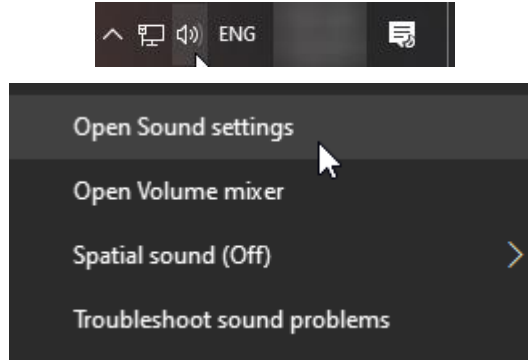 ENG
Open Sound settings
Open Volume mixer
Spatial sound (Off)
Troubleshoot sound problems